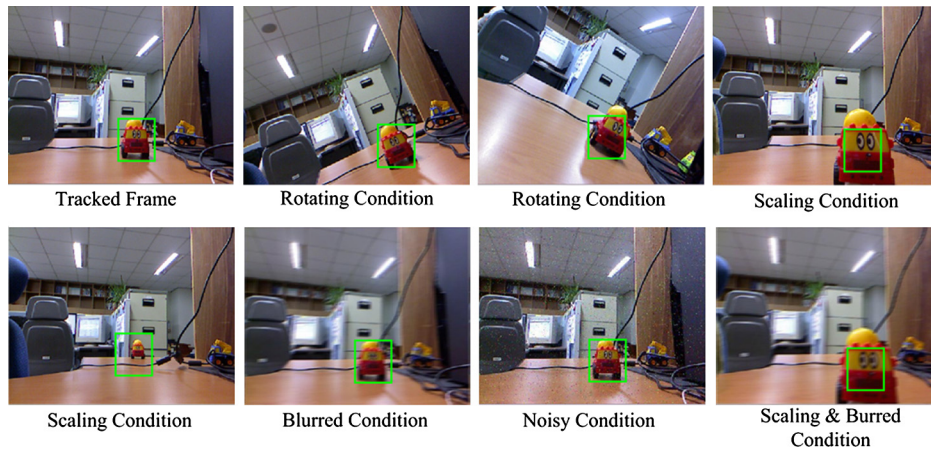 Tracked Frame
Rotating Condition
Rotating Condition
Scaling Condition
Scaling Condition
Blurred Condition
Noisy Condition
Scaling & Burred
Condition